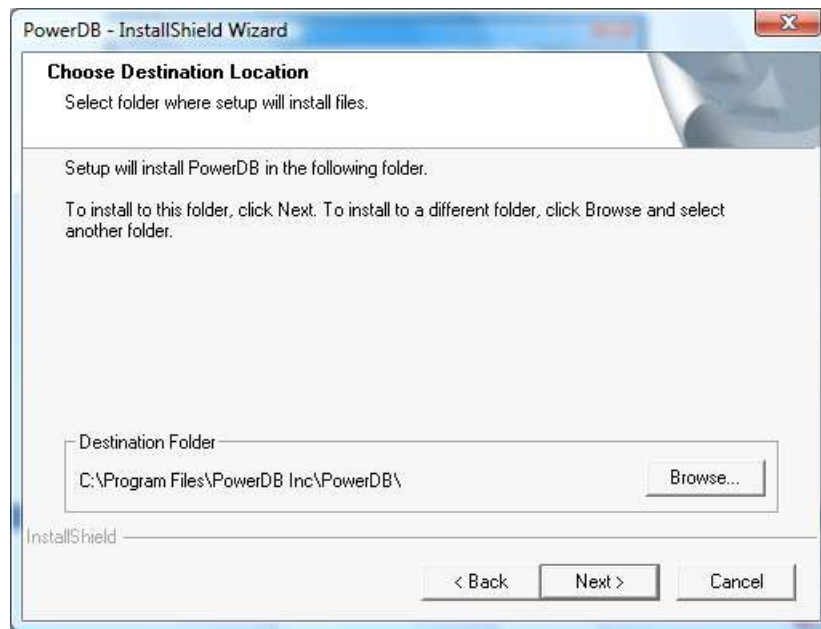 PowerDB - InstallShield Wizard
Choose Destination Location
Select folder where setup will install files.
Setup will install PowerDB in the following folder.
To install to this folder, click Next. To install to a different folder, click Browse and select
another folder.
Destination Folder
C:\Program Files\PowerDB Inc\PowerDB\
Browse...
InstallShield
< Back
Next >
Cancel